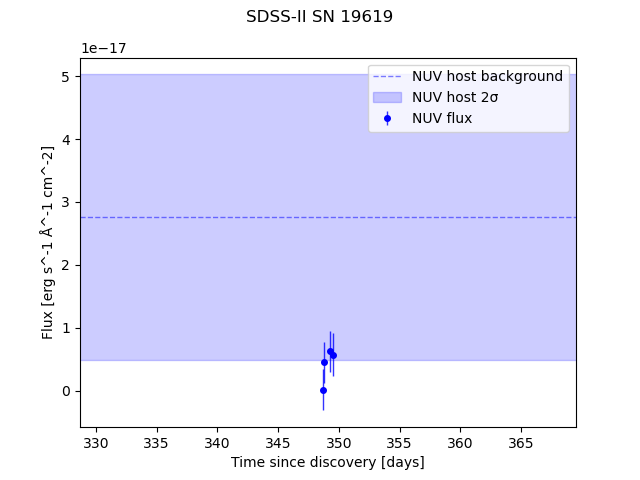 SDSS-II SN 19619
1e−17
NUV host background
NUV host 2σ
NUV flux
5
4
3
2
1
0
Flux [erg s^-1 Å^-1 cm^-2]
330 335 340 345 350 355 360 365
Time since discovery [days]